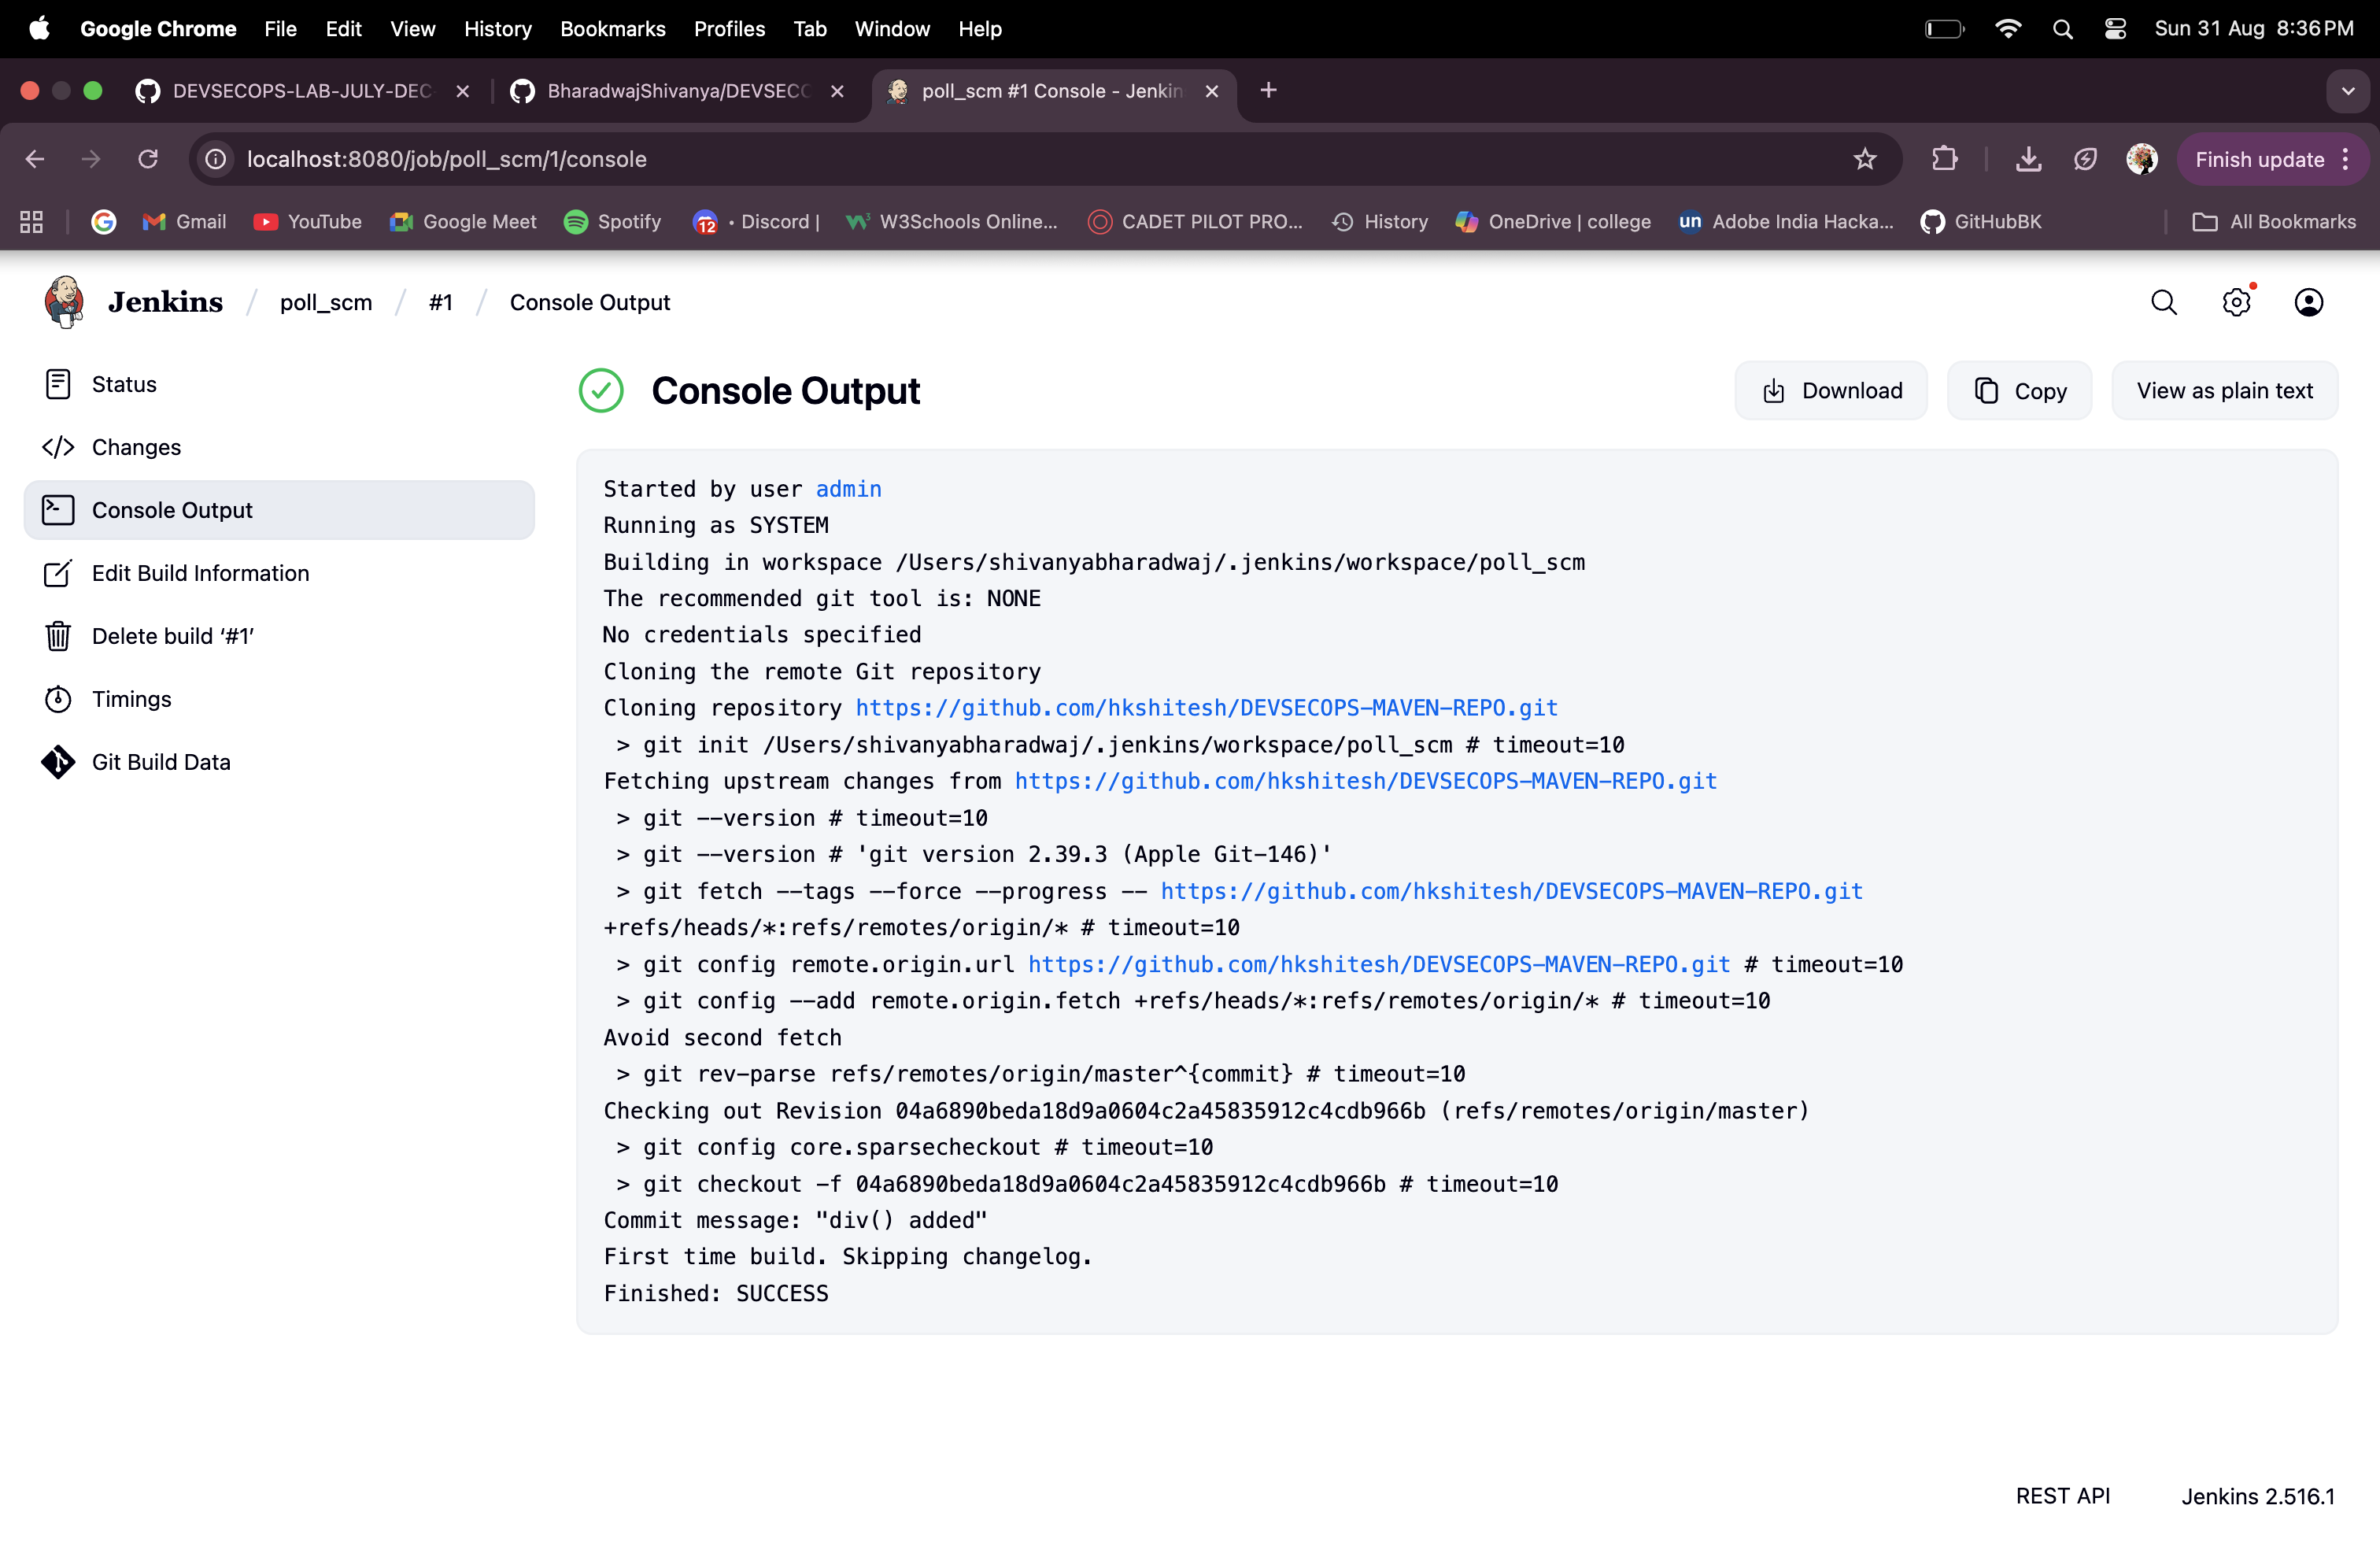 Google Chrome File Edit View History Bookmarks Profiles Tab Window Help Sun 31 Aug 8:36 PM
DEVSECOPS-LAB-JULY-DEC BharadwajShivanya/DEVSECO poll_scm #1 Console - Jenkin
localhost:8080/job/poll_scm/1/console Finish update
Gmail YouTube Google Meet Spotify 12 • Discord | W3Schools Online... CADET PILOT PRO... History OneDrive | college un Adobe India Hacka... GitHubBK All Bookmarks
Jenkins / poll_scm / #1 / Console Output
Status
Changes
Console Output
Edit Build Information
Delete build ‘#1’
Timings
Git Build Data
Console Output Download Copy View as plain text
Started by user admin
Running as SYSTEM
Building in workspace /Users/shivanyabharadwaj/.jenkins/workspace/poll_scm
The recommended git tool is: NONE
No credentials specified
Cloning the remote Git repository
Cloning repository https://github.com/hkshitesh/DEVSECOPS-MAVEN-REPO.git
> git init /Users/shivanyabharadwaj/.jenkins/workspace/poll_scm # timeout=10
Fetching upstream changes from https://github.com/hkshitesh/DEVSECOPS-MAVEN-REPO.git
> git --version # timeout=10
> git --version # 'git version 2.39.3 (Apple Git-146)'
> git fetch --tags --force --progress -- https://github.com/hkshitesh/DEVSECOPS-MAVEN-REPO.git
+refs/heads/*:refs/remotes/origin/* # timeout=10
> git config remote.origin.url https://github.com/hkshitesh/DEVSECOPS-MAVEN-REPO.git # timeout=10
> git config --add remote.origin.fetch +refs/heads/*:refs/remotes/origin/* # timeout=10
Avoid second fetch
> git rev-parse refs/remotes/origin/master^{commit} # timeout=10
Checking out Revision 04a6890beda18d9a0604c2a45835912c4cdb966b (refs/remotes/origin/master)
> git config core.sparsecheckout # timeout=10
> git checkout -f 04a6890beda18d9a0604c2a45835912c4cdb966b # timeout=10
Commit message: "div() added"
First time build. Skipping changelog.
Finished: SUCCESS
REST API Jenkins 2.516.1